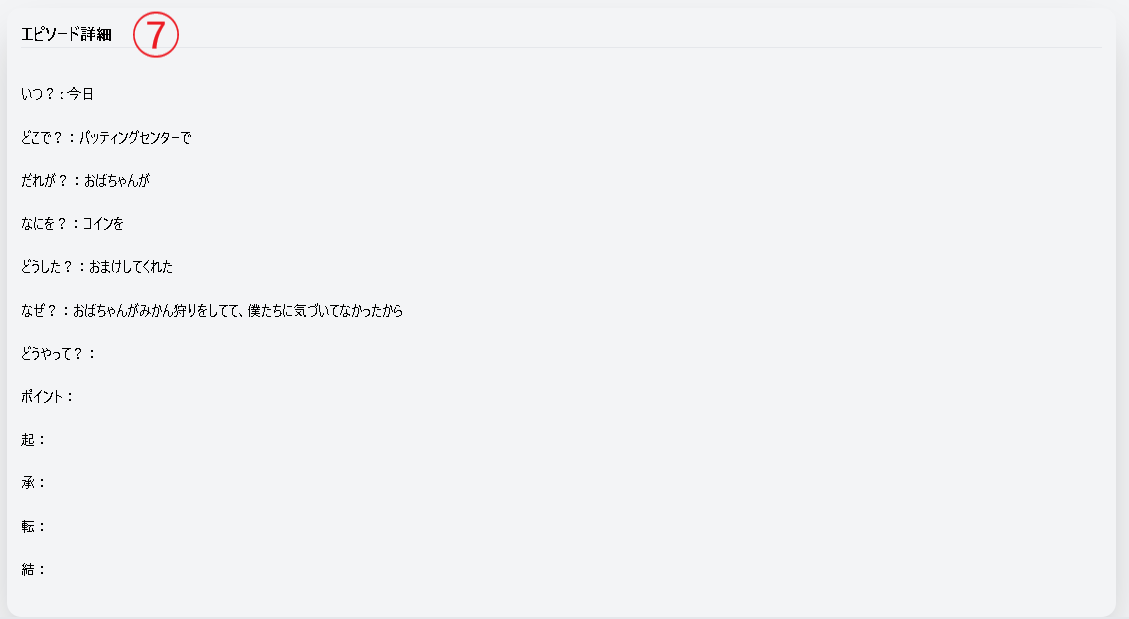 エピソード詳細 ⑦
いつ？:今日
どこで？：バッティングセンターで
だれが？：おばちゃんが
なにを？：コインを
どうした？：おまけしてくれた
なぜ？：おばちゃんがみかん狩りをしてて、僕たちに気づいてなかったから
どうやって？：
ポイント：
起：
承：
転：
結：